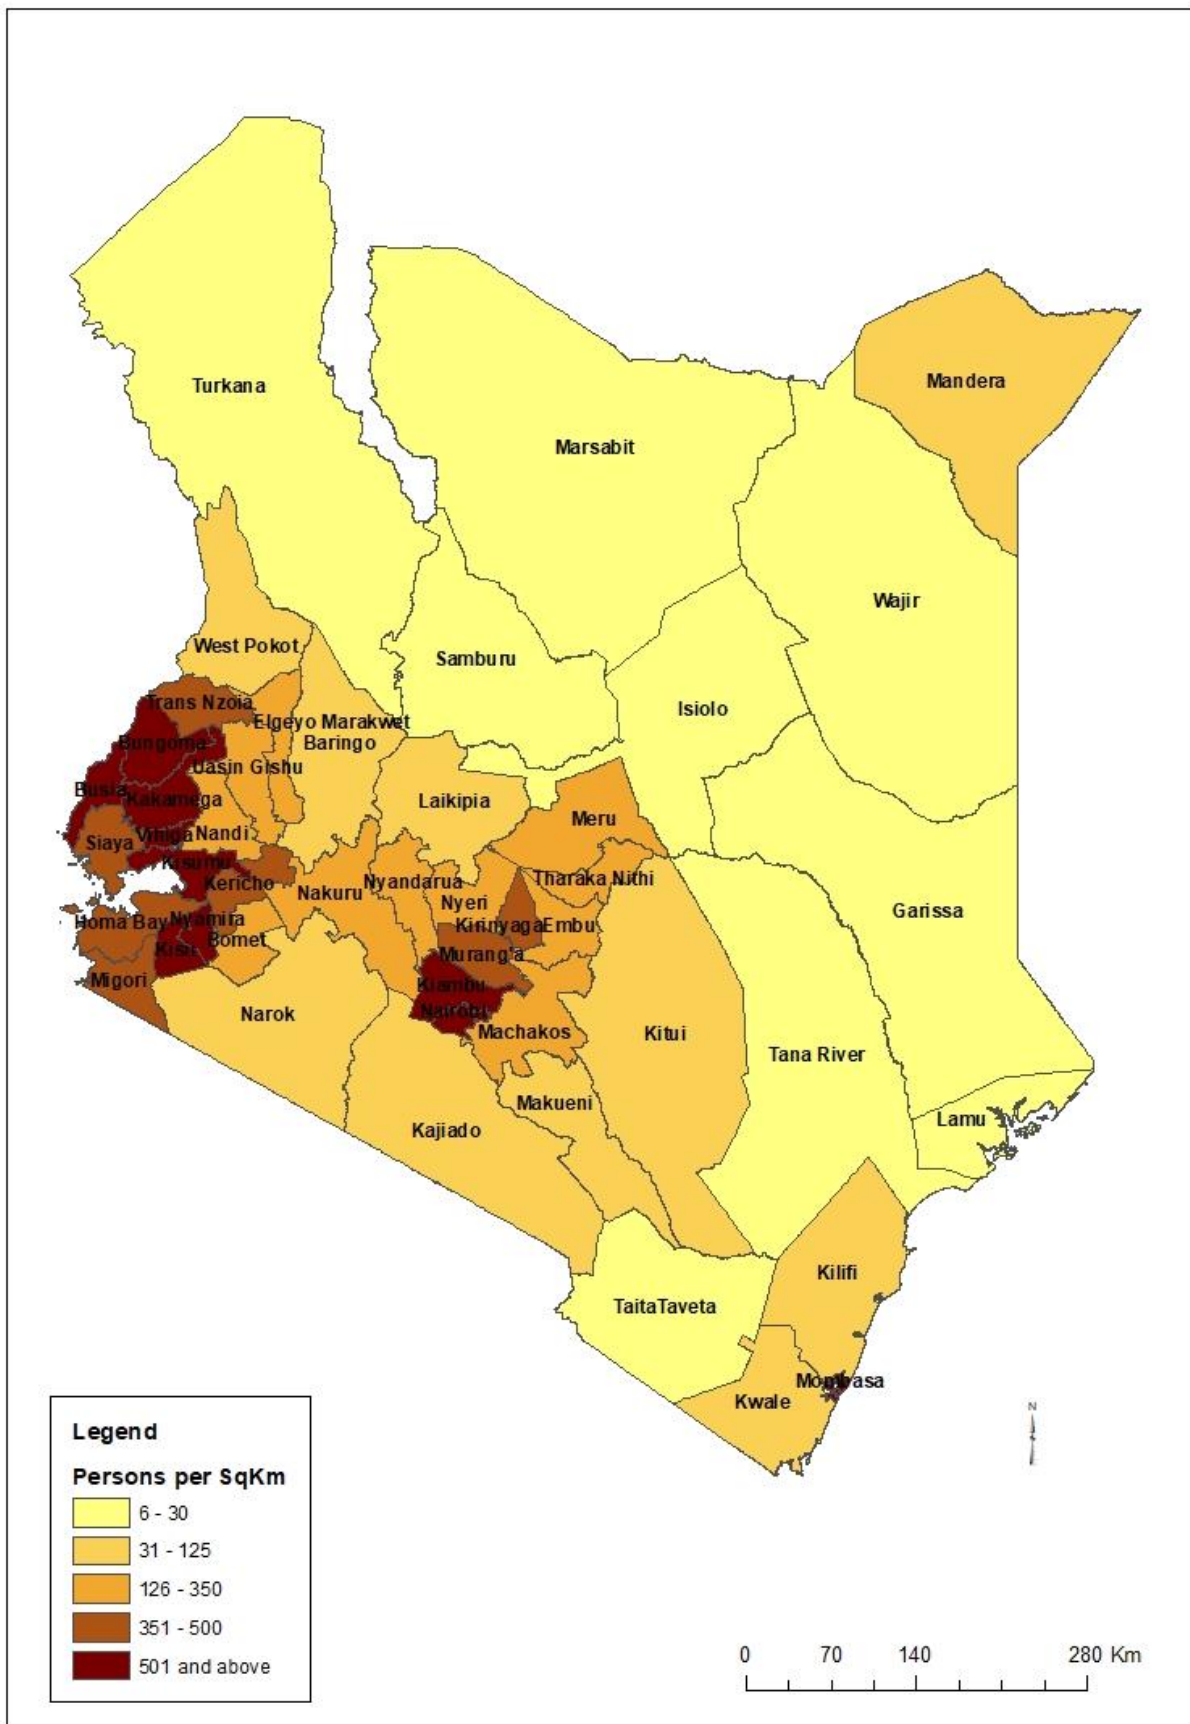 Turkana
Mandera
Marsabit
Wajir
West Pokot
Samburu
Trans Nzoia
Isiolo
Elgeyo Marakwet
Bungoma
Baringo
Uasin Gishu
Busia
Kakamega
Laikipia
Meru
Siaya
Vihiga
Nandi
Kisumu
Kericho
Tharaka Nithi
Nyandarua
Nakuru
Nyeri
Garissa
Homa Bay
Nyamira
Kirinyaga
Embu
Bomet
Kisii
Murang'a
Migori
Kiambu
Narok
Nairobi
Machakos
Kitui
Tana River
Makueni
Lamu
Kajiado
Kilifi
TaitaTaveta
Mombasa
Kwale
N
Legend
Persons per SqKm
6 - 30
31 - 125
126 - 350
351 - 500
501 and above
0 70 140 280 Km